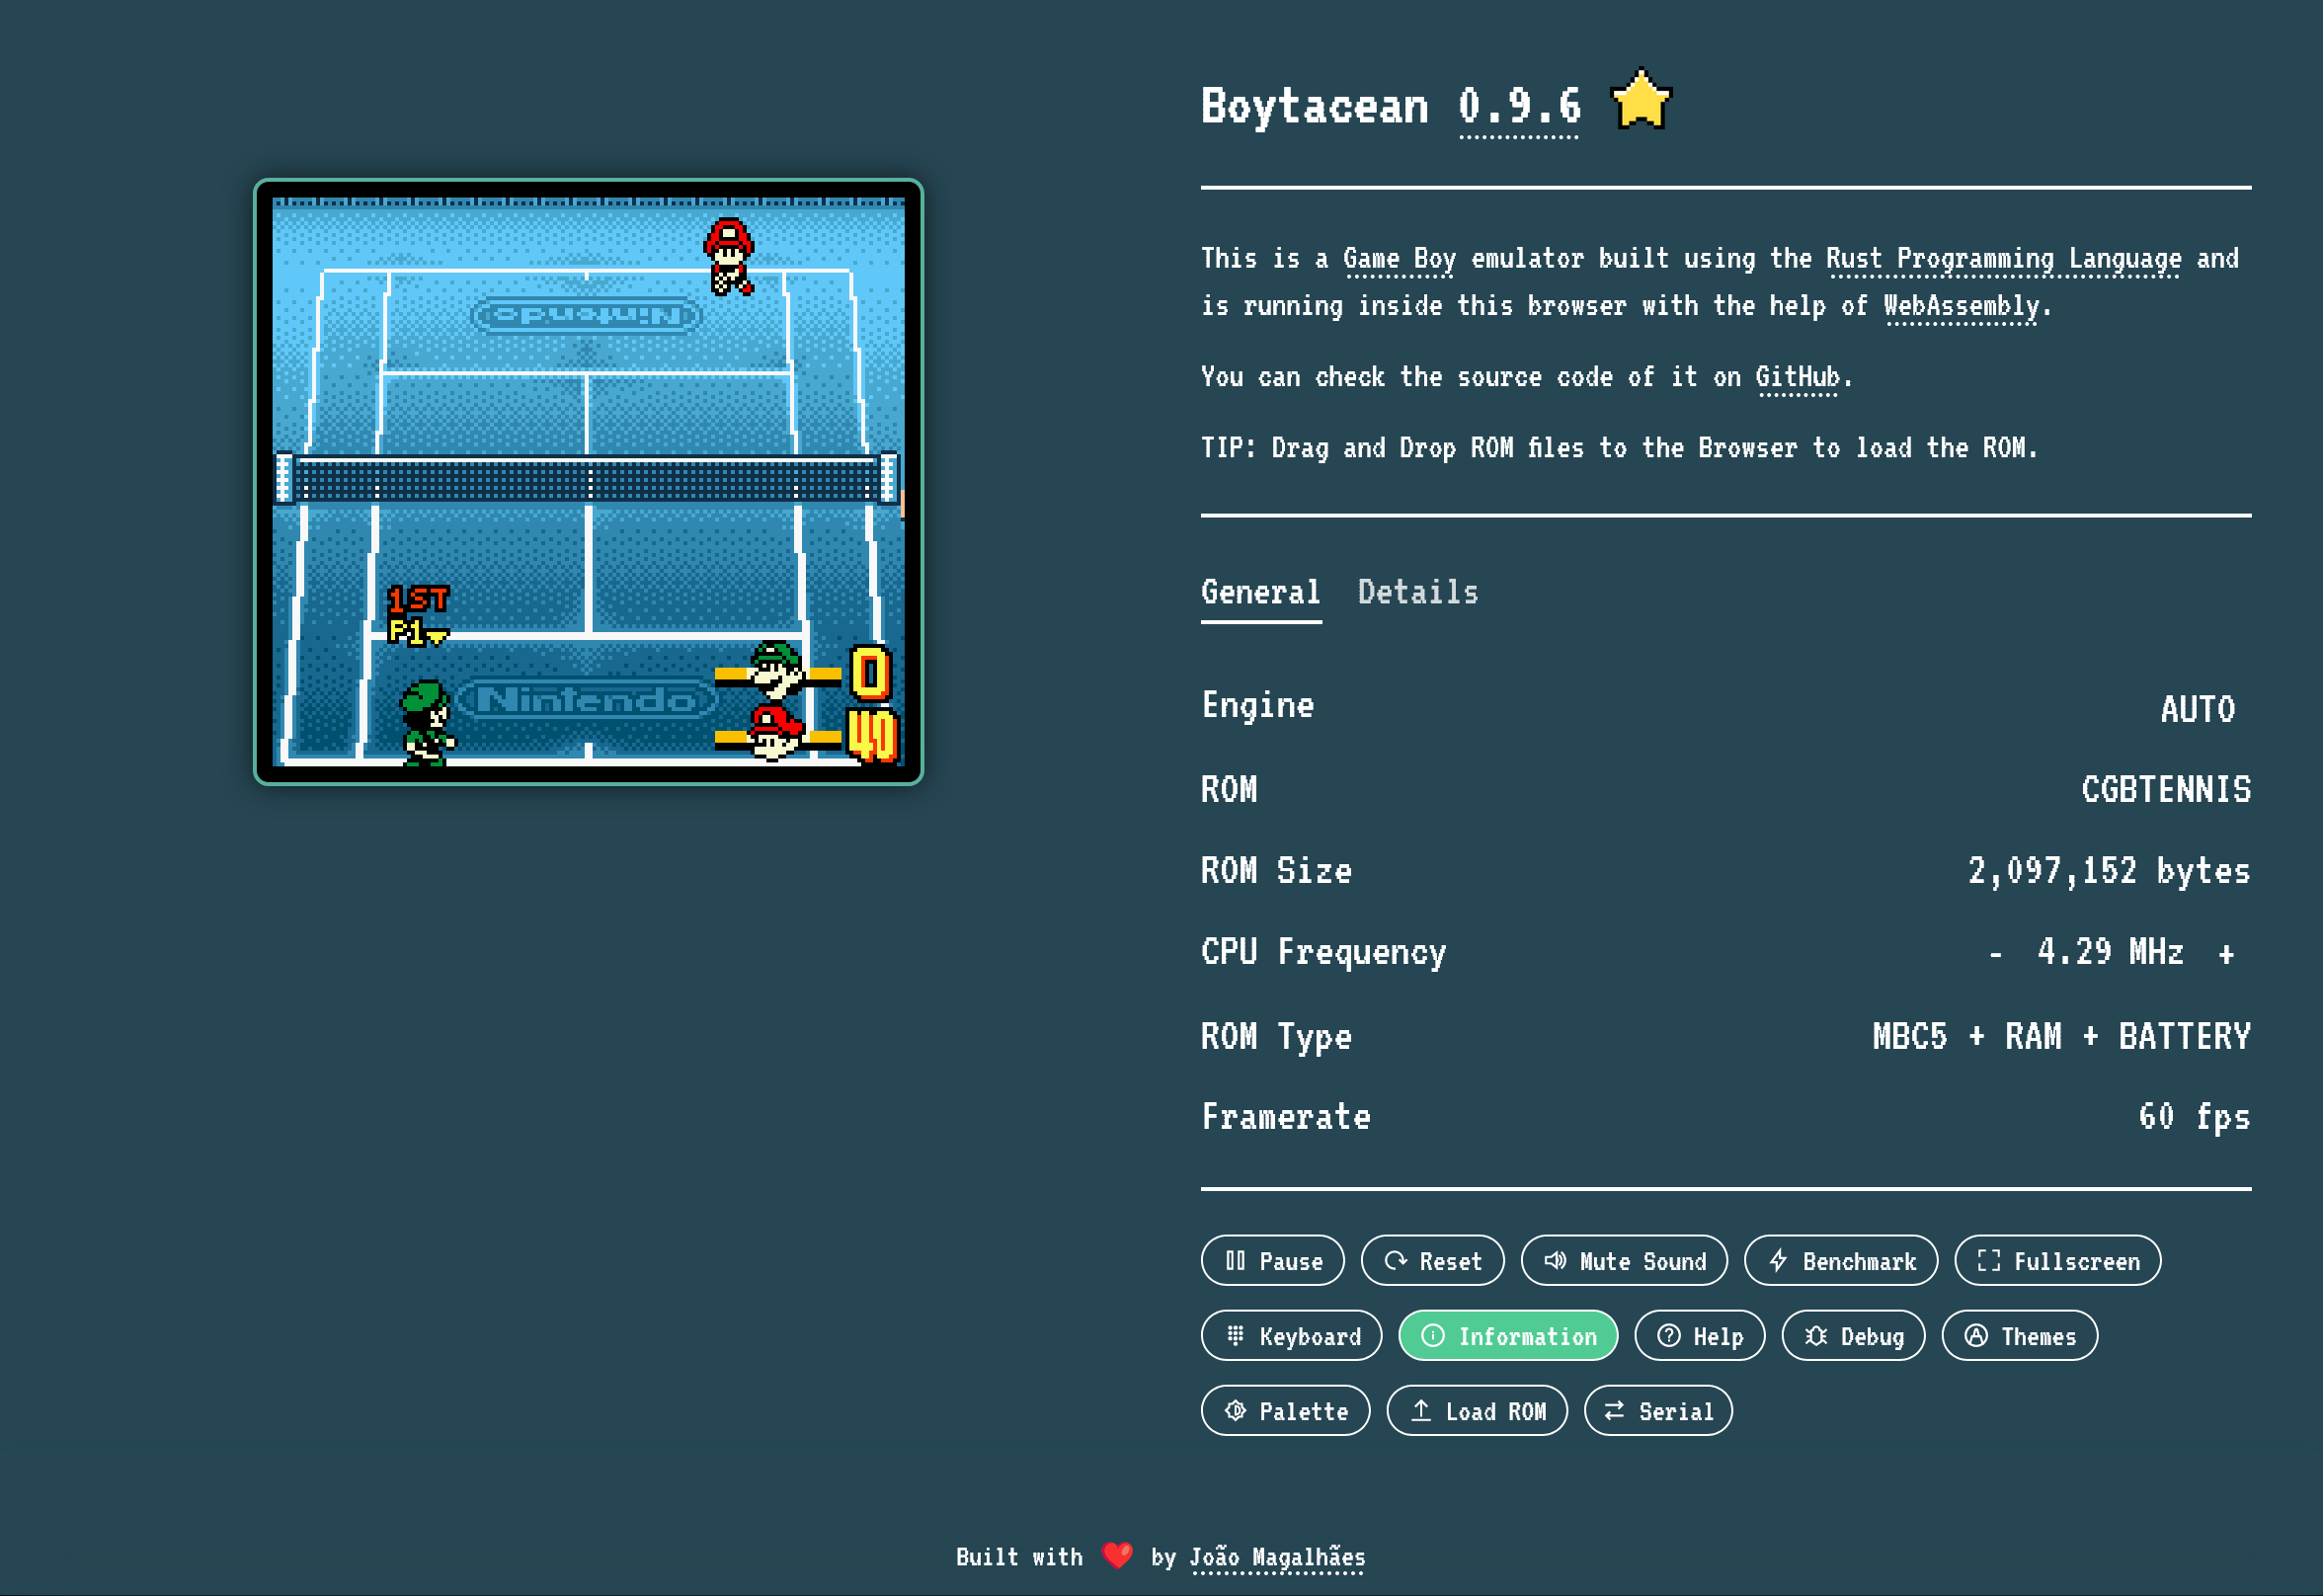 Boytacean 0.9.6
This is a Game Boy emulator built using the Rust Programming Language and
is running inside this browser with the help of WebAssembly.
You can check the source code of it on GitHub.
TIP: Drag and Drop ROM files to the Browser to load the ROM.
Nintendo
1ST
P1
Nintendo
0
40
General Details
Engine AUTO
ROM CGBTENNIS
ROM Size 2,097,152 bytes
CPU Frequency - 4.29 MHz +
ROM Type MBC5 + RAM + BATTERY
Framerate 60 fps
Pause Reset Mute Sound Benchmark Fullscreen
Keyboard Information Help Debug Themes
Palette Load ROM Serial
Built with ❤️ by João Magalhães